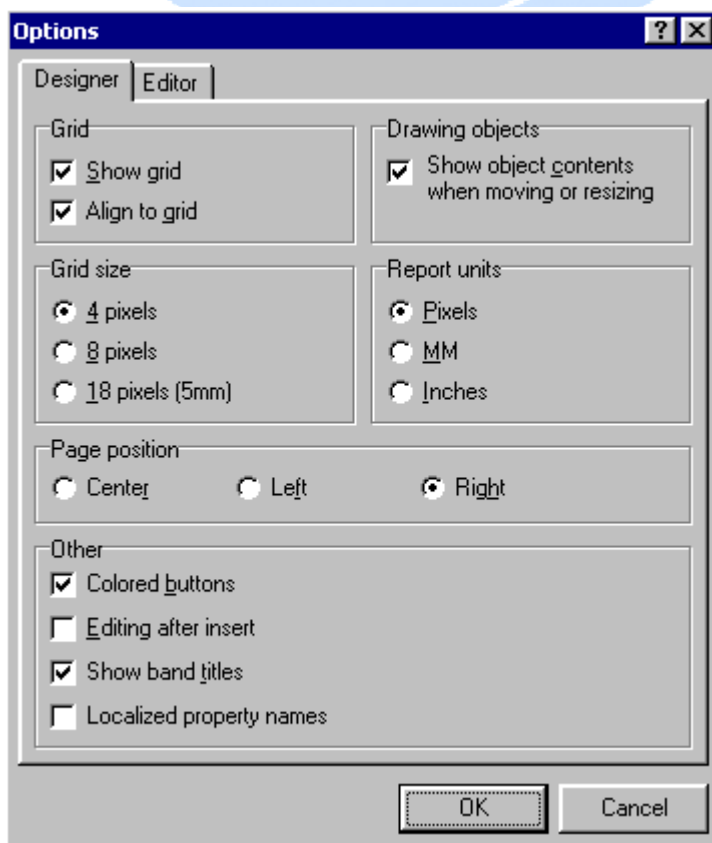 Options
Designer Editor
Grid
Show grid
Align to grid
Drawing objects
Show object contents
when moving or resizing
Grid size
4 pixels
8 pixels
18 pixels (5mm)
Report units
Pixels
MM
Inches
Page position
Center Left Right
Other
Colored buttons
Editing after insert
Show band titles
Localized property names
OK Cancel